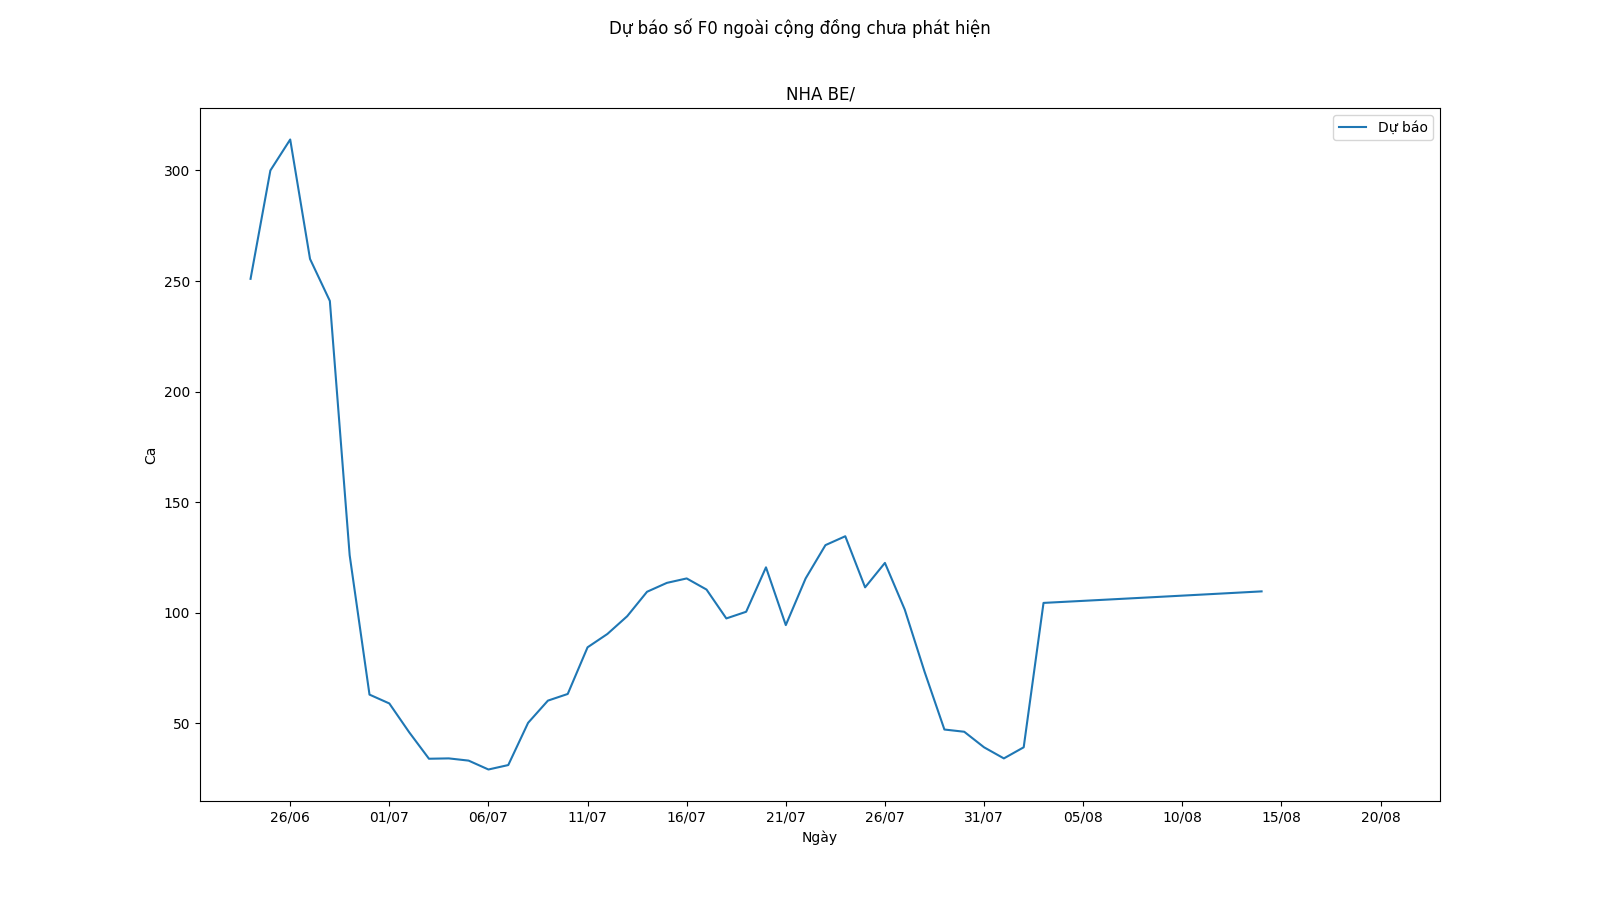 Dự báo số F0 ngoài cộng đồng chưa phát hiện
NHA BE/
Dự báo
300
250
200
150
100
50
Ca
26/06 01/07 06/07 11/07 16/07 21/07 26/07 31/07 05/08 10/08 15/08 20/08
Ngày